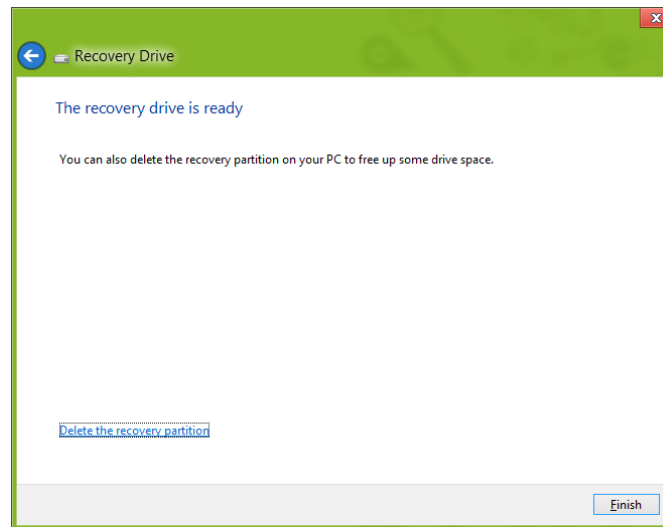 Recovery Drive
The recovery drive is ready
You can also delete the recovery partition on your PC to free up some drive space.
Delete the recovery partition
Finish